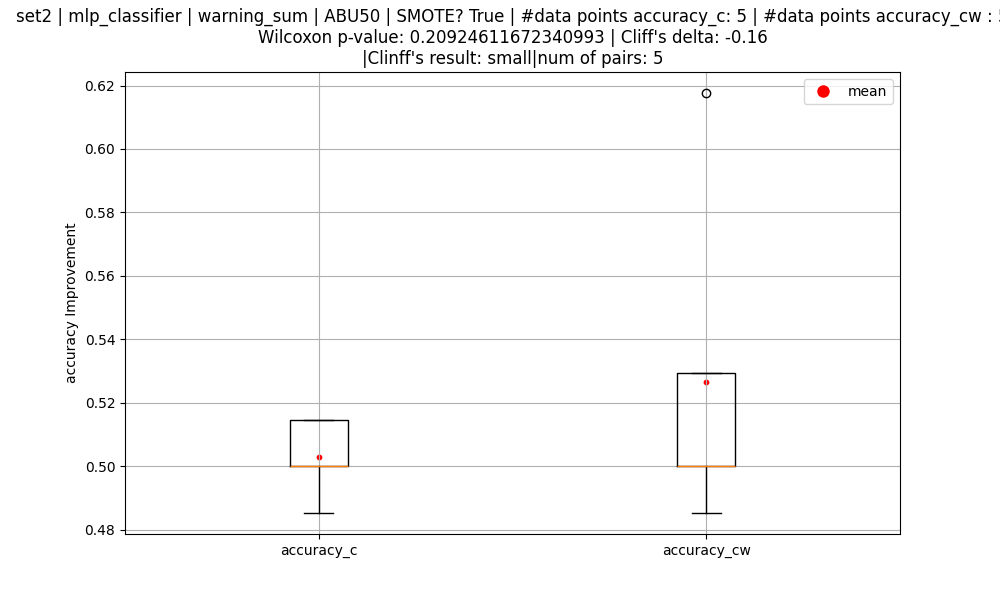 set2 | mlp_classifier | warning_sum | ABU50 | SMOTE? True | #data points accuracy_c: 5 | #data points accuracy_cw :
Wilcoxon p-value: 0.20924611672340993 | Cliff's delta: -0.16
|Clinff's result: small|num of pairs: 5
mean
accuracy Improvement
0.62
0.60
0.58
0.56
0.54
0.52
0.50
0.48
accuracy_c
accuracy_cw